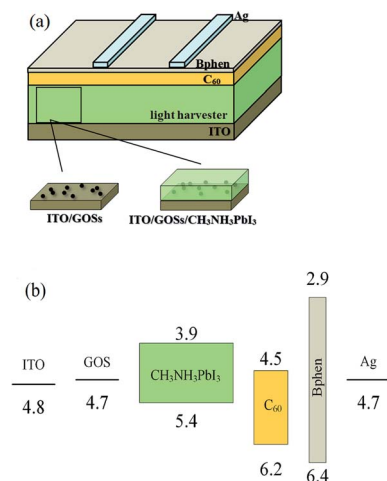 (a)
Ag
Bphen
C60
light harvester
ITO
ITO/GOSs
ITO/GOSs/CH3NH3PbI3
(b)
2.9
3.9
4.5
ITO
GOS
CH3NH3PbI3
C60
Bphen
Ag
4.8
4.7
5.4
4.7
6.2
6.4